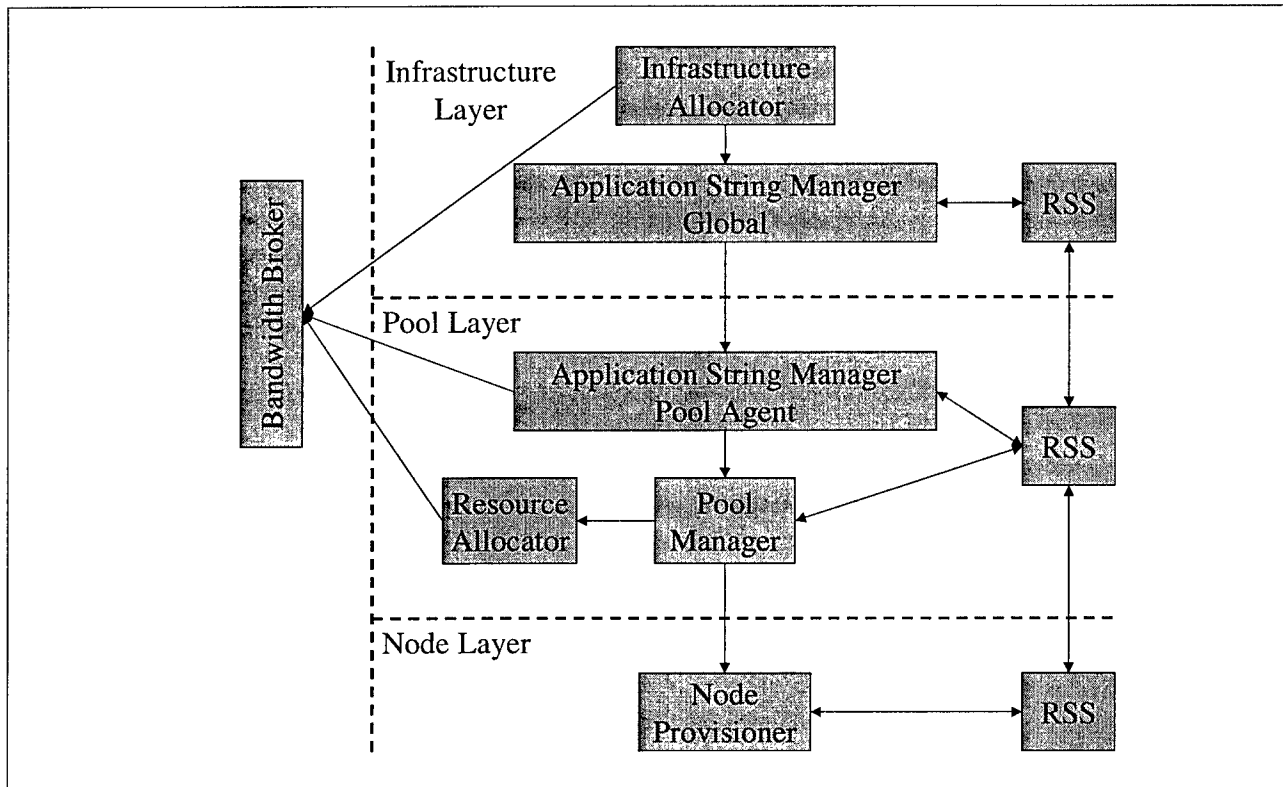 Infrastructure
Layer
Infrastructure
Allocator
Application String Manager
Global
RSS
Bandwidth Broker
Pool Layer
Application String Manager
Pool Agent
RSS
Resource
Allocator
Pool
Manager
Node Layer
Node
Provisioner
RSS